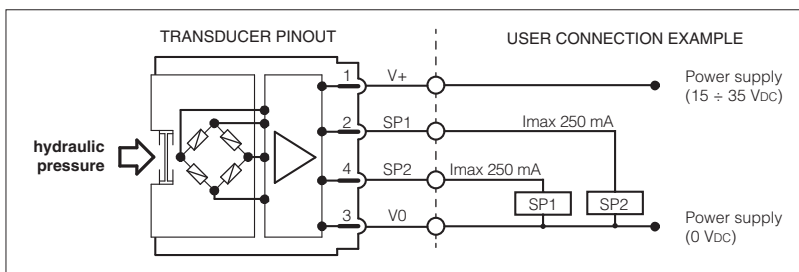 TRANSDUCER PINOUT
USER CONNECTION EXAMPLE
hydraulic
pressure
1 V+
Power supply
(15 ÷ 35 VDC)
2 SP1
Imax 250 mA
4 SP2
Imax 250 mA
SP1
SP2
3 V0
Power supply
(0 VDC)